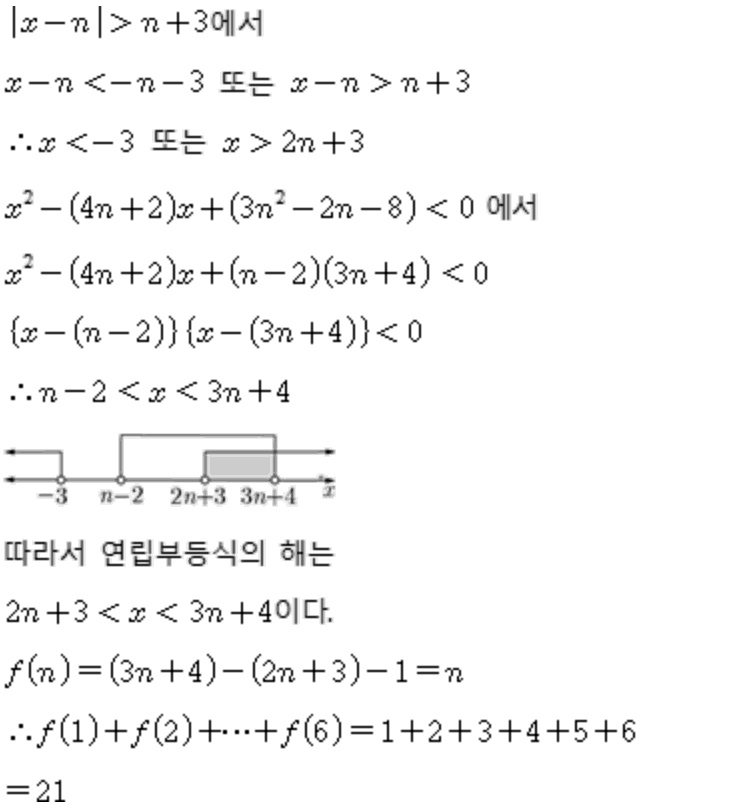 |x−n|>n+3에서
x−n<−n−3 또는 x−n>n+3
∴x<−3 또는 x>2n+3
x²−(4n+2)x+(3n²−2n−8)<0 에서
x²−(4n+2)x+(n−2)(3n+4)<0
{x−(n−2)}{x−(3n+4)}<0
∴n−2<x<3n+4
−3 n−2 2n+3 3n+4 x
따라서 연립부등식의 해는
2n+3<x<3n+4이다.
f(n)=(3n+4)−(2n+3)−1=n
∴f(1)+f(2)+⋯+f(6)=1+2+3+4+5+6
=21